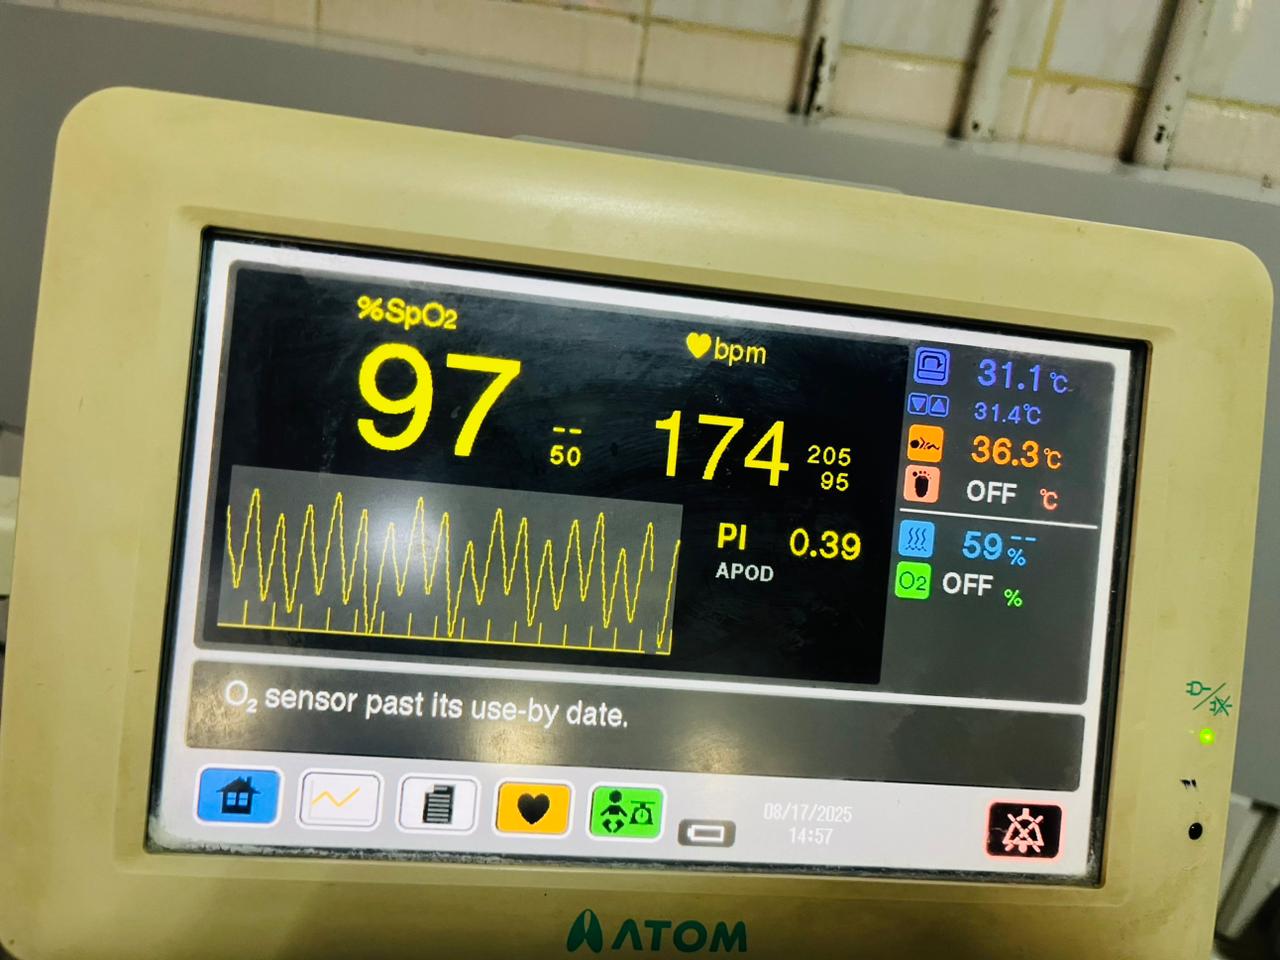 %SpO2
97
--
50
♥bpm
174
205
95
PI 0.39
APOD
31.1℃
31.4℃
36.3℃
OFF ℃
59 --
%
O2 OFF %
O₂ sensor past its use-by date.
08/17/2025
14:57
ATOM